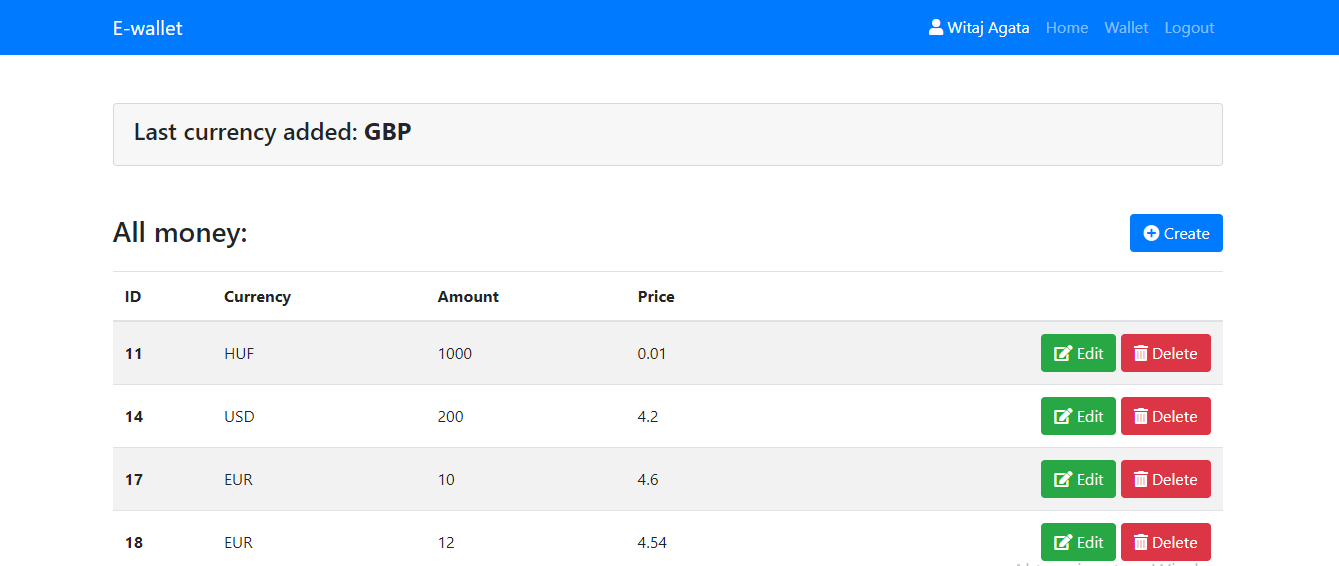 E-wallet Witaj Agata Home Wallet Logout
Last currency added: GBP
All money: Create
ID Currency Amount Price
11 HUF 1000 0.01 Edit Delete
14 USD 200 4.2 Edit Delete
17 EUR 10 4.6 Edit Delete
18 EUR 12 4.54 Edit Delete